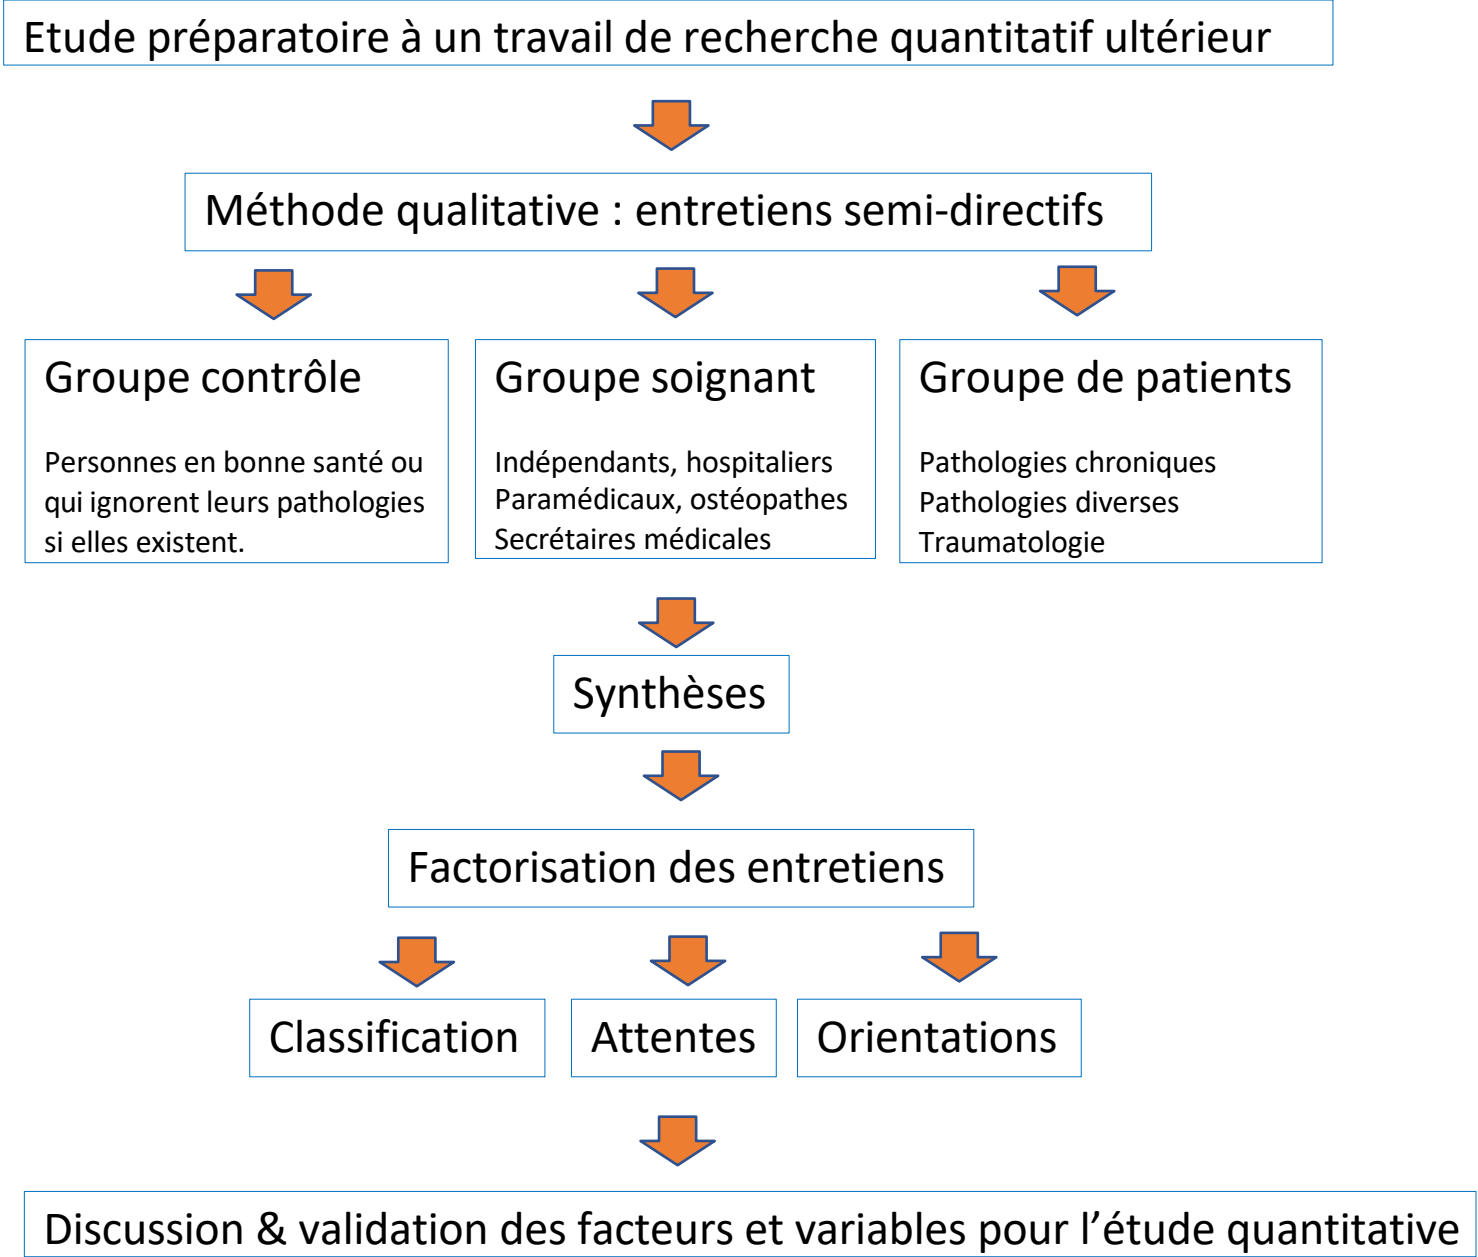 Etude préparatoire à un travail de recherche quantitatif ultérieur
Méthode qualitative : entretiens semi-directifs
Groupe contrôle
Personnes en bonne santé ou
qui ignorent leurs pathologies
si elles existent.
Groupe soignant
Indépendants, hospitaliers
Paramédicaux, ostéopathes
Secrétaires médicales
Groupe de patients
Pathologies chroniques
Pathologies diverses
Traumatologie
Synthèses
Factorisation des entretiens
Classification
Attentes
Orientations
Discussion & validation des facteurs et variables pour l’étude quantitative